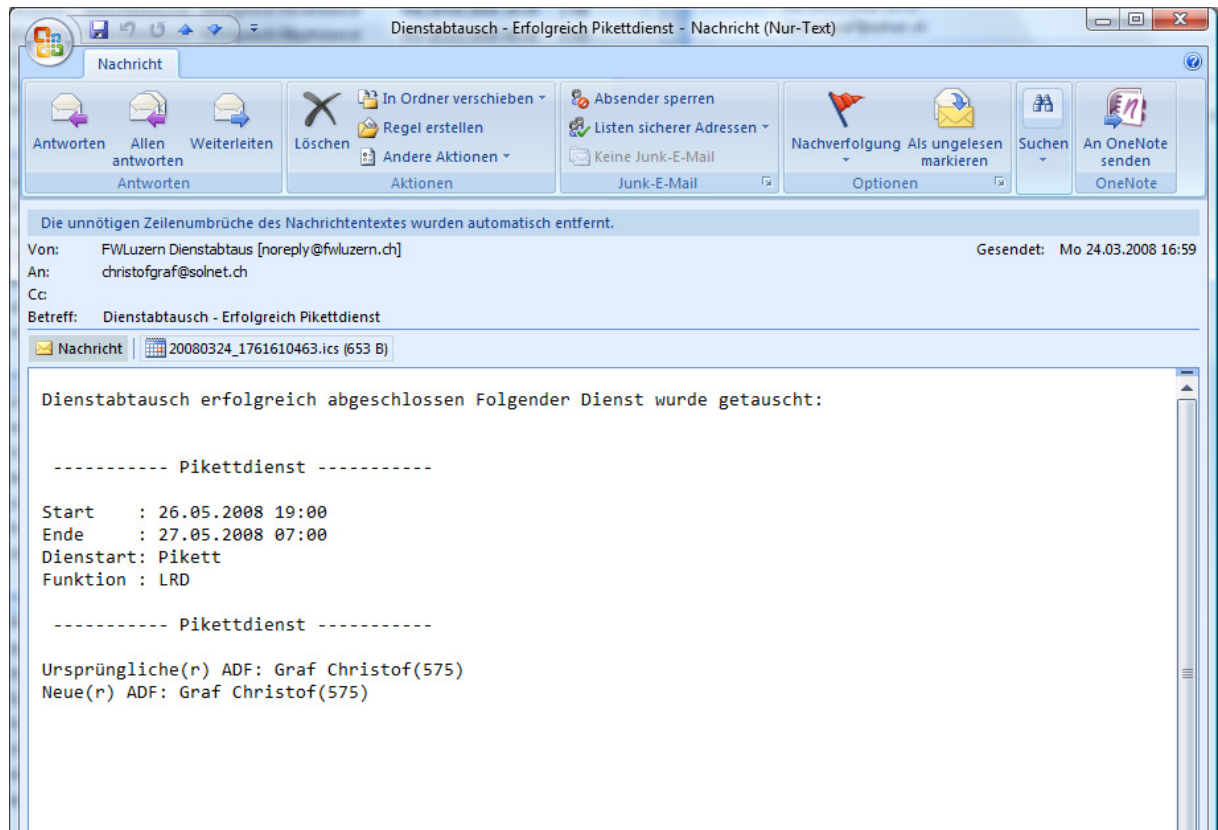 Dienstabtausch - Erfolgreich Pikettdienst - Nachricht (Nur-Text)
Nachricht
Antworten
Allen antworten
Weiterleiten
Antworten
Löschen
In Ordner verschieben
Regel erstellen
Andere Aktionen
Aktionen
Absender sperren
Listen sicherer Adressen
Keine Junk-E-Mail
Junk-E-Mail
Nachverfolgung
Als ungelesen markieren
Optionen
Suchen
An OneNote senden
OneNote
Die unnötigen Zeilenumbrüche des Nachrichtentextes wurden automatisch entfernt.
Von: FWLuzern Dienstabtaus [noreply@fwluzern.ch] Gesendet: Mo 24.03.2008 16:59
An: christofgraf@solnet.ch
Cc:
Betreff: Dienstabtausch - Erfolgreich Pikettdienst
Nachricht 20080324_1761610463.ics (653 B)
Dienstabtausch erfolgreich abgeschlossen Folgender Dienst wurde getauscht:
----------- Pikettdienst -----------
Start : 26.05.2008 19:00
Ende : 27.05.2008 07:00
Dienstart: Pikett
Funktion : LRD
----------- Pikettdienst -----------
Ursprüngliche(r) ADF: Graf Christof(575)
Neue(r) ADF: Graf Christof(575)